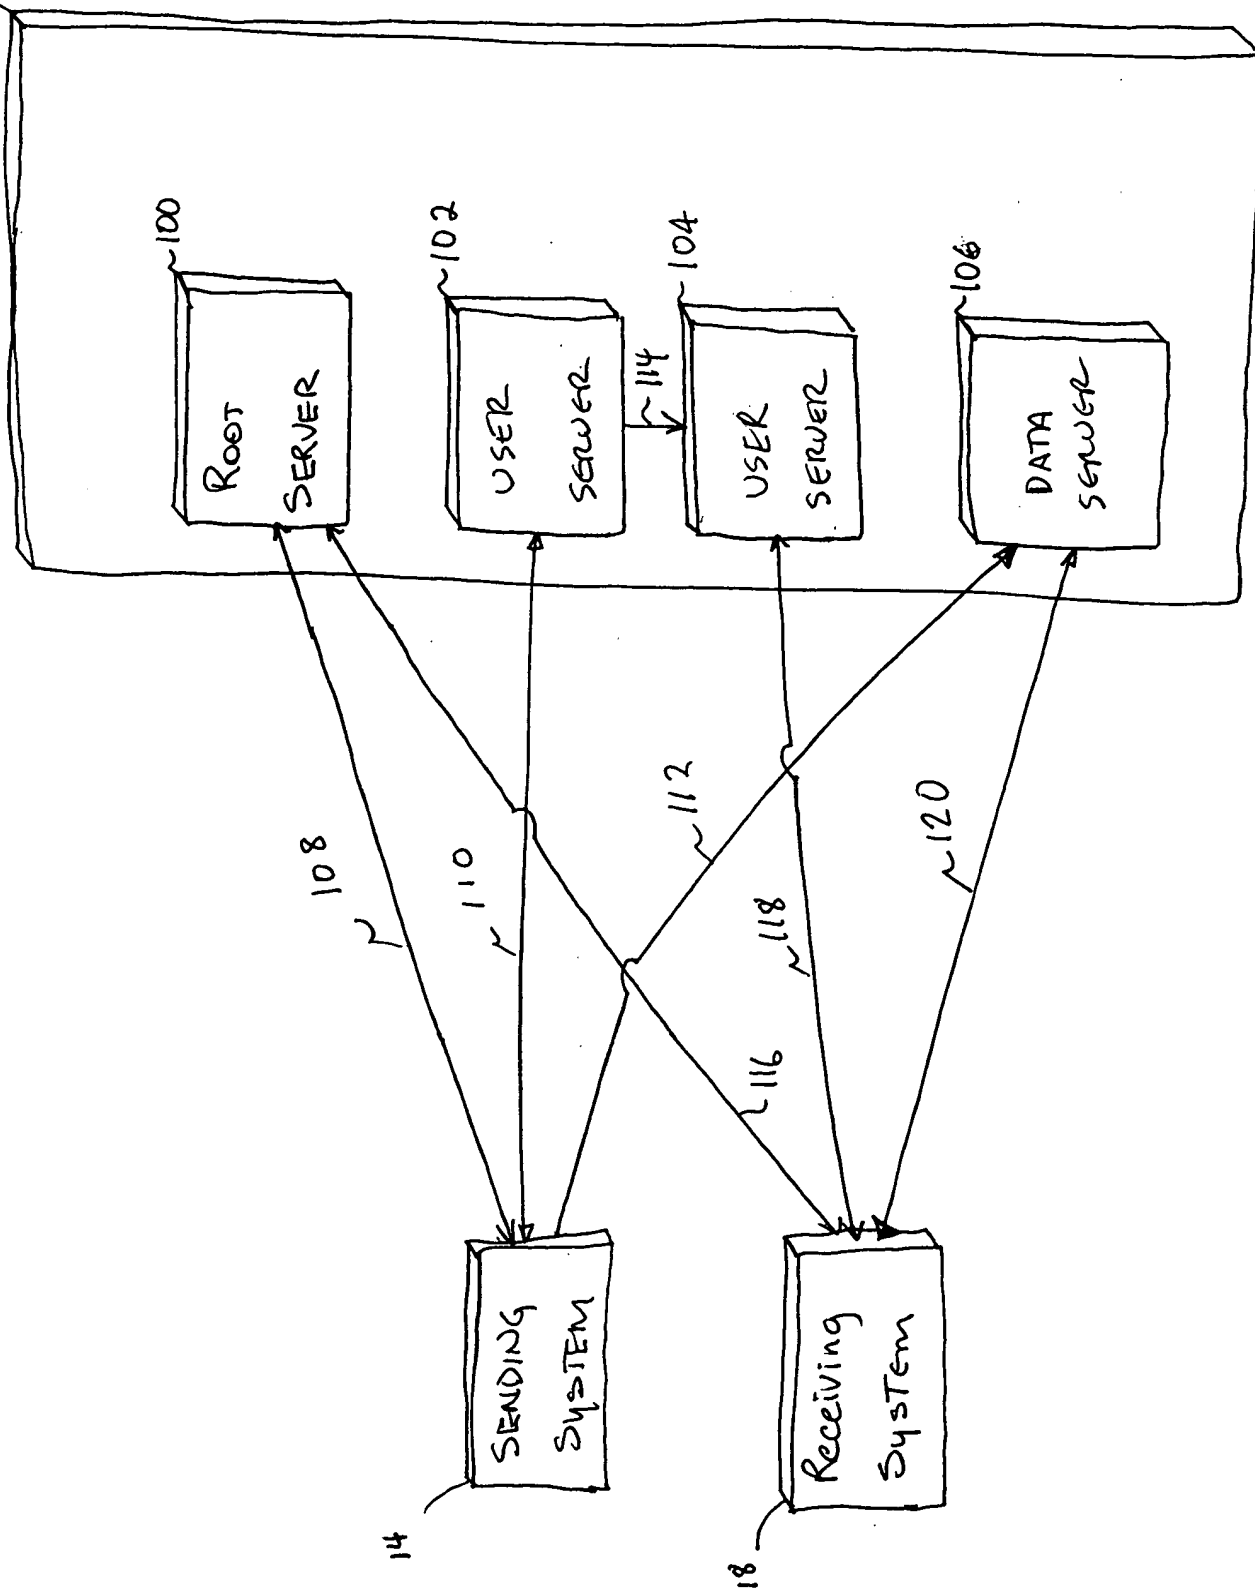 100
ROOT
SERVER
102
USER
SERVER
114
104
USER
SERVER
106
DATA
SERVER
108
110
112
116
118
120
14
SENDING
SYSTEM
18
Receiving
SYSTEm